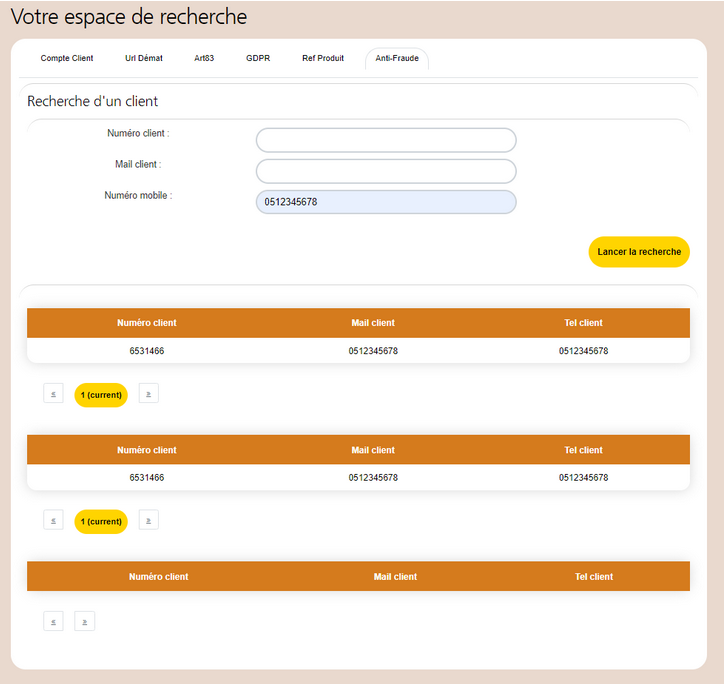 Votre espace de recherche
Compte Client Url Démat Art83 GDPR Ref Produit Anti-Fraude
Recherche d'un client
Numéro client :
Mail client :
Numéro mobile : 0512345678
Lancer la recherche
Numéro client Mail client Tel client
6531466 0512345678 0512345678
« 1 (current) »
Numéro client Mail client Tel client
6531466 0512345678 0512345678
« 1 (current) »
Numéro client Mail client Tel client
« »